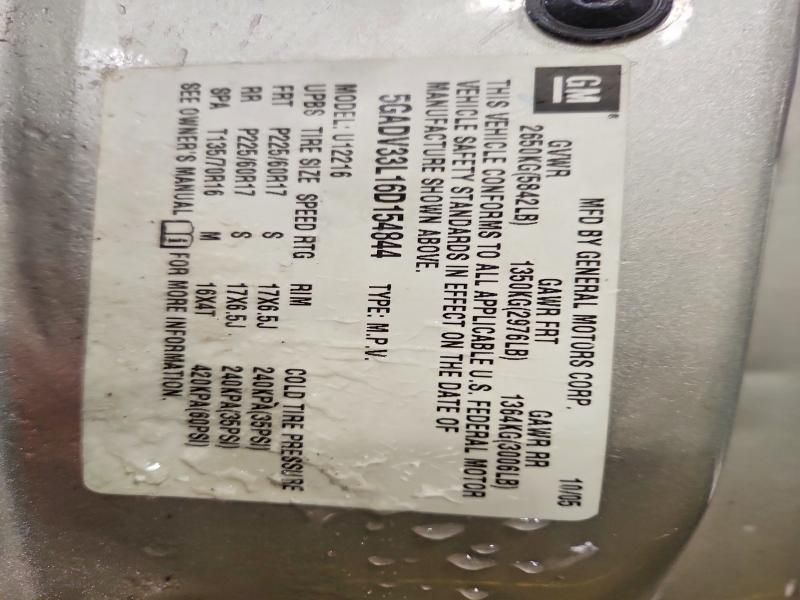 GM
MFD BY GENERAL MOTORS CORP. 10/05
GVWR GAWR FRT GAWR RR
2650KG(5842LB) 1350KG(2976LB) 1364KG(3006LB)
THIS VEHICLE CONFORMS TO ALL APPLICABLE U.S. FEDERAL MOTOR
VEHICLE SAFETY STANDARDS IN EFFECT ON THE DATE OF
MANUFACTURE SHOWN ABOVE.
5GADV33L16D154844 TYPE: M.P.V.
MODEL: U12216
UPBS TIRE SIZE SPEED RTG RIM COLD TIRE PRESSURE
FRT P225/60R17 S 17X6.5J 240KPA(35PSI)
RR P225/60R17 S 17X6.5J 240KPA(35PSI)
SPA T135/70R16 M 16X4T 420KPA(60PSI)
SEE OWNER'S MANUAL FOR MORE INFORMATION.